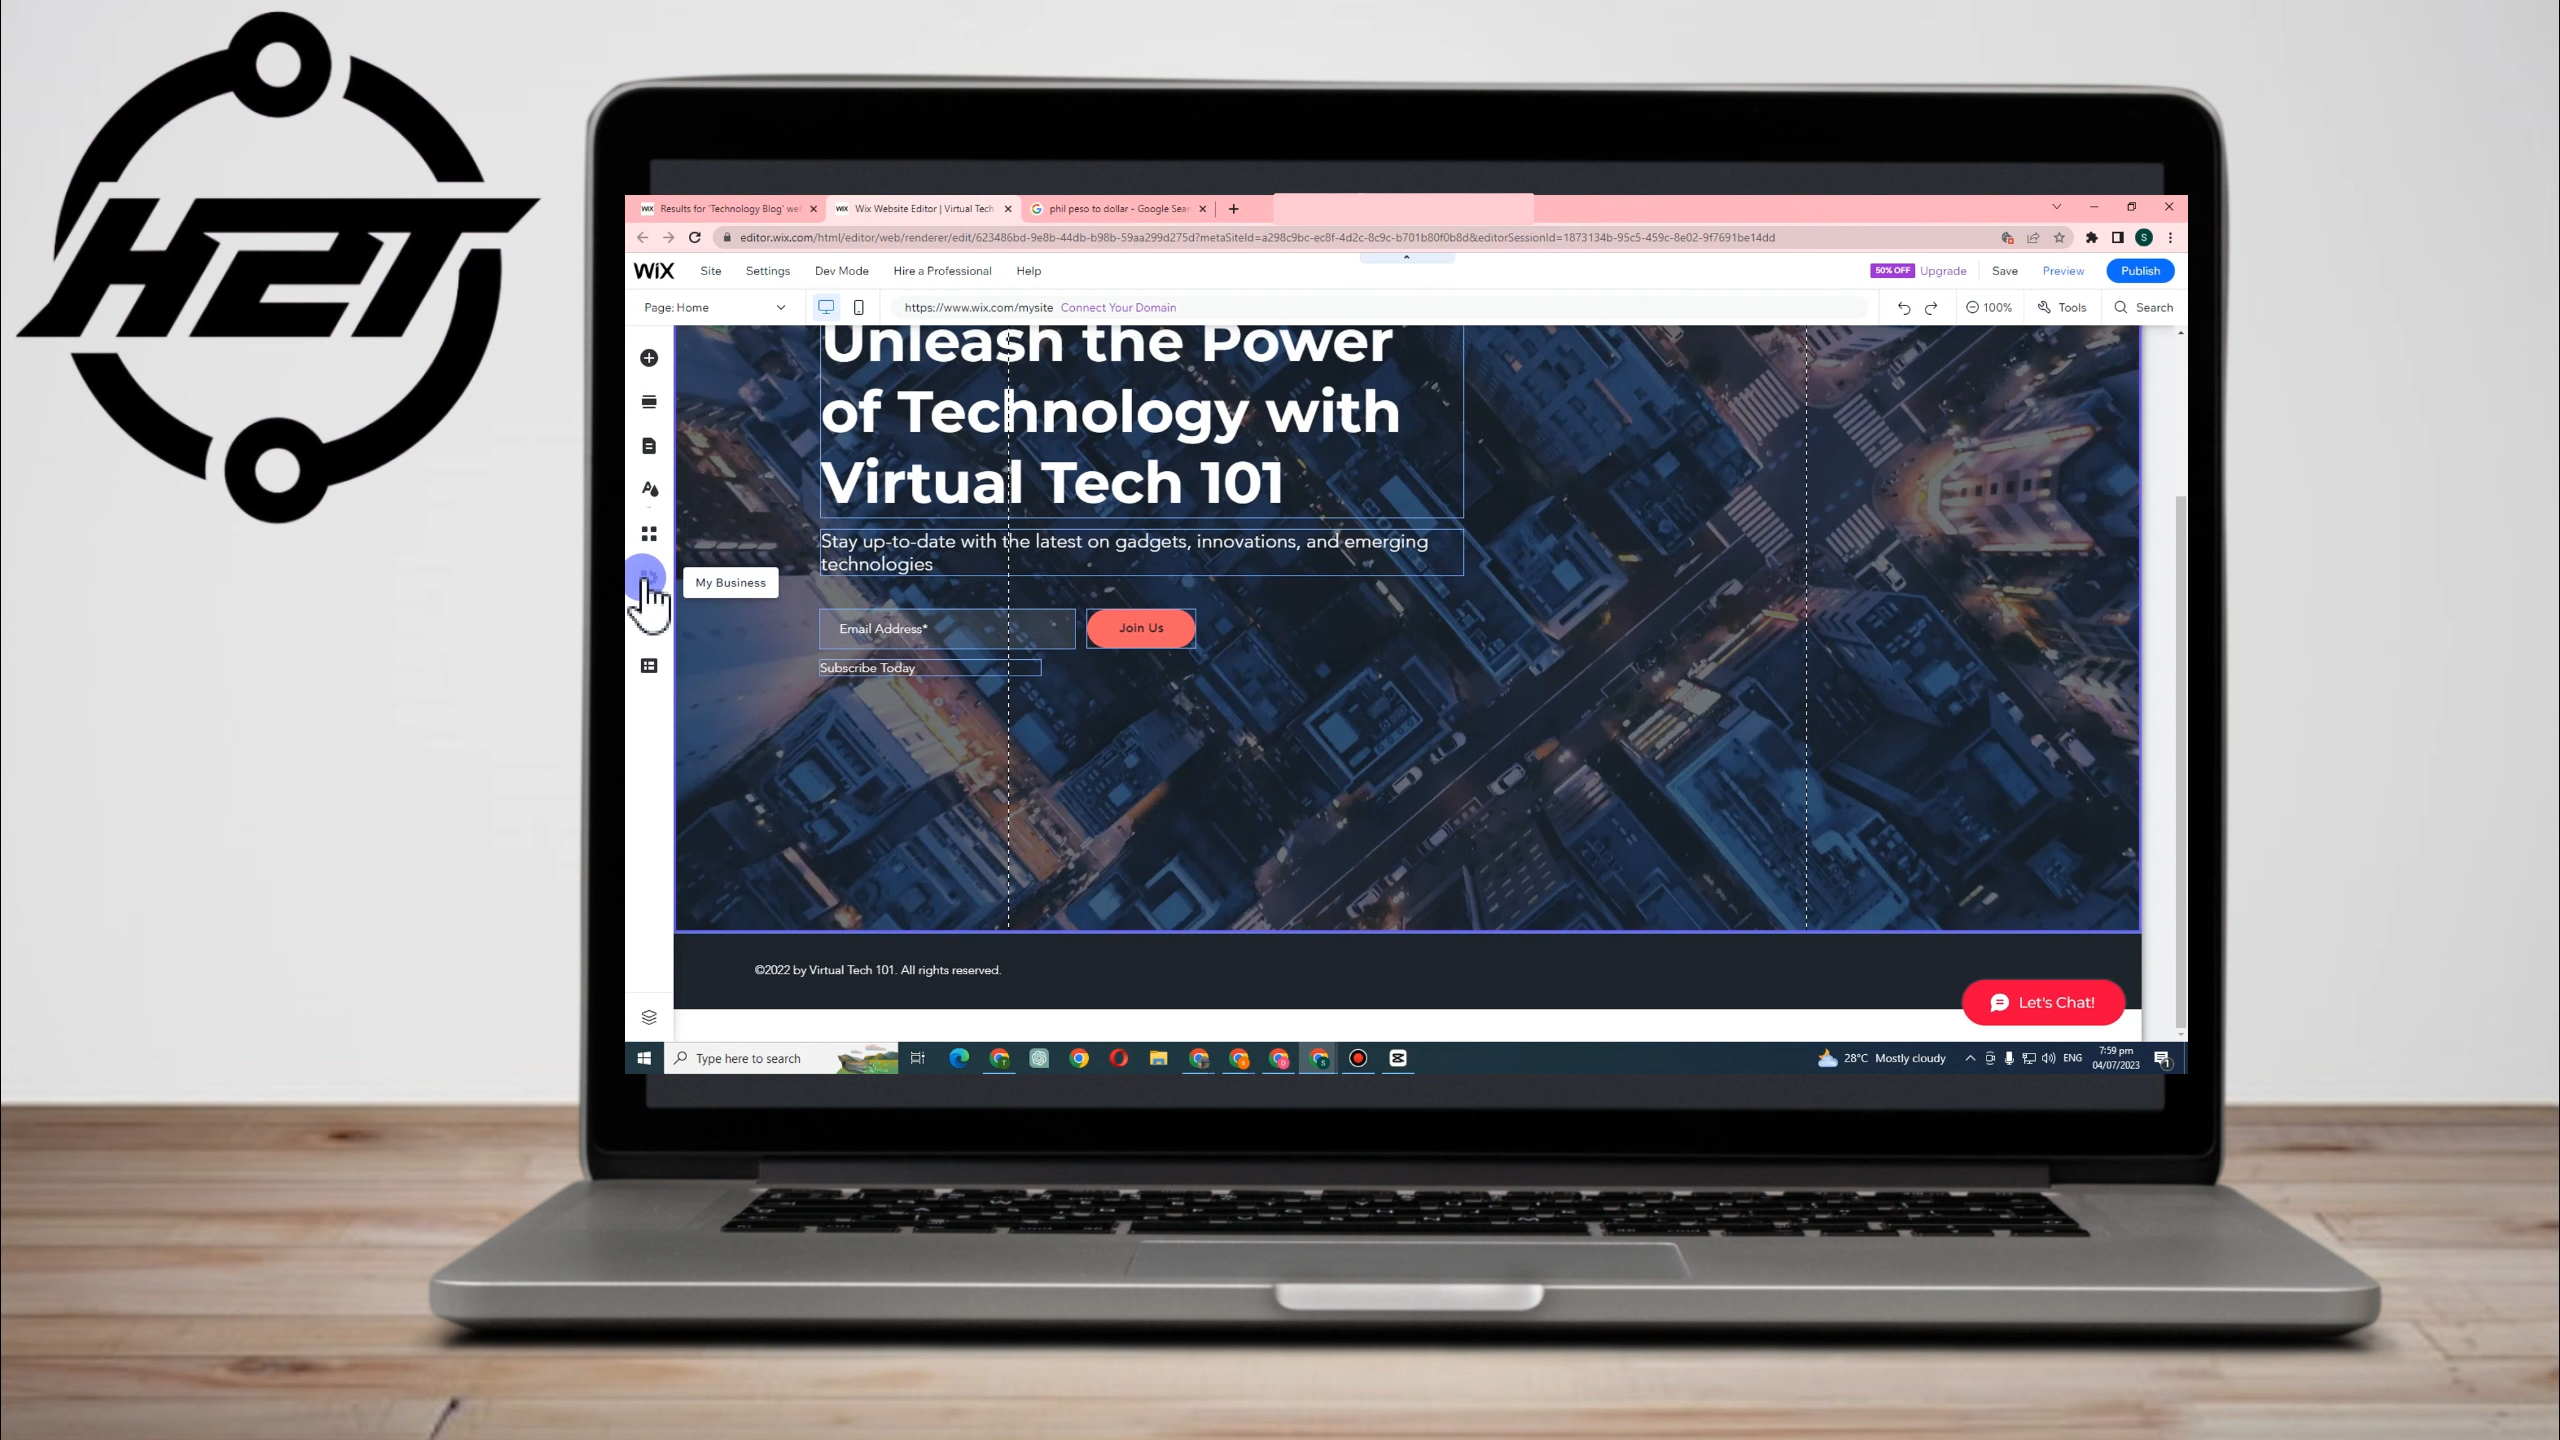 H2T
Results for 'Technology Blog' we
Wix Website Editor | Virtual Tech
phil peso to dollar - Google Sear
editor.wix.com/html/editor/web/renderer/edit/623486bd-9e8b-44db-b98b-59aa299d275d?metaSiteId=a298c9bc-ec8f-4d2c-8c9c-b701b80f0b8d&editorSessionId=1873134b-95c5-459c-8e02-9f7691be14dd
S
WiX Site Settings Dev Mode Hire a Professional Help
50% OFF Upgrade Save Preview Publish
Page: Home https://www.wix.com/mysite Connect Your Domain 100% Tools Search
Unleash the Power
of Technology with
Virtual Tech 101
Stay up-to-date with the latest on gadgets, innovations, and emerging
technologies
My Business
Email Address* Join Us
Subscribe Today
©2022 by Virtual Tech 101. All rights reserved.
Let's Chat!
Type here to search
28°C Mostly cloudy ENG
7:59 pm
04/07/2023